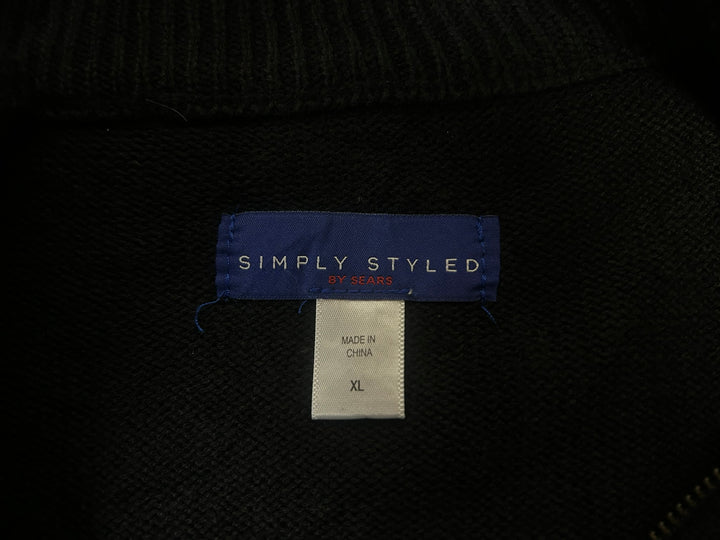 SIMPLY STYLED
BY SEARS
MADE IN
CHINA
XL